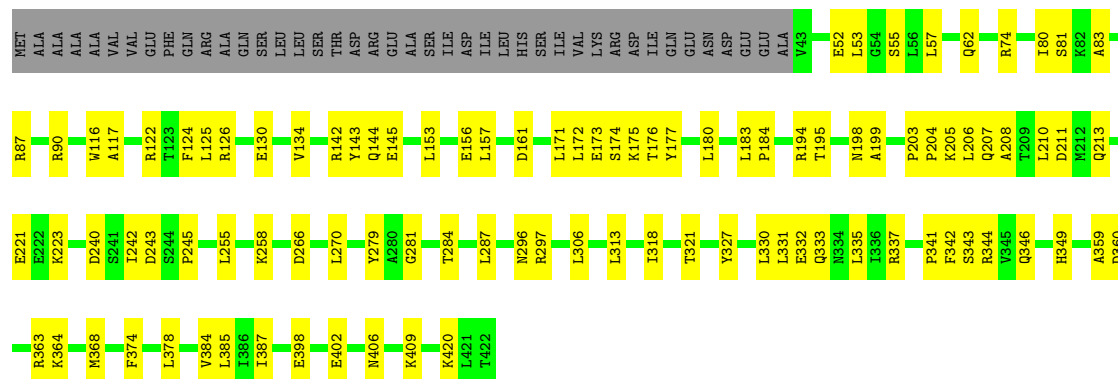 MET ALA ALA ALA ALA VAL VAL GLU PHE GLN ARG ALA GLN SER LEU LEU SER THR ASP ARG GLU ALA SER ILE ASP ILE LEU HIS SER ILE VAL LYS ARG ASP ILE GLN GLU ASN ASP GLU GLU ALA V43 E52 L53 G54 S55 L56 L57 Q62 R74 I80 S81 K82 A83
R87 R90 W116 A117 R122 T123 F124 L125 R126 E130 V134 R142 Y143 Q144 E145 L153 E156 L157 D161 L171 L172 E173 S174 K175 T176 Y177 L180 L183 P184 R194 T195 N198 A199 P203 P204 K205 L206 Q207 A208 T209 L210 D211 M212 Q213
E221 E222 K223 D240 S241 I242 D243 S244 P245 L255 K258 D266 L270 Y279 A280 G281 T284 L287 N296 R297 L306 L313 I318 T321 Y327 L330 L331 E332 Q333 N334 L335 I336 R337 P341 F342 S343 R344 V345 Q346 H349 A359 D360
R363 K364 M368 F374 L378 V384 L385 I386 I387 E398 E402 N406 K409 K420 L421 T422